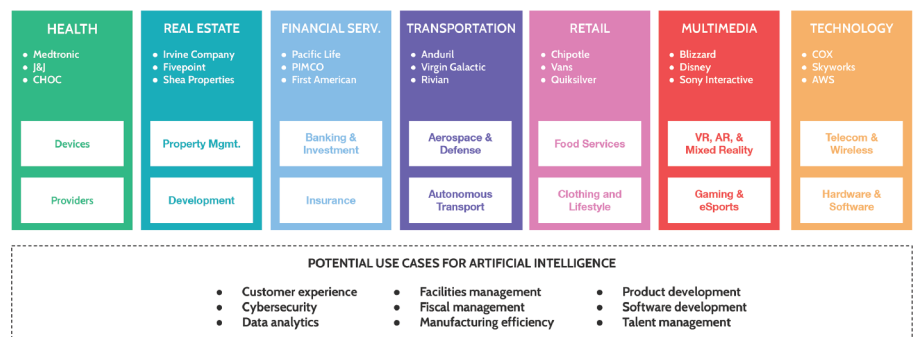 HEALTH
• Medtronic
• J&J
• CHOC
Devices
Providers
REAL ESTATE
• Irvine Company
• Fivepoint
• Shea Properties
Property Mgmt.
Development
FINANCIAL SERV.
• Pacific Life
• PIMCO
• First American
Banking &
Investment
Insurance
TRANSPORTATION
• Anduril
• Virgin Galactic
• Rivian
Aerospace &
Defense
Autonomous
Transport
RETAIL
• Chipotle
• Vans
• Quiksilver
Food Services
Clothing and
Lifestyle
MULTIMEDIA
• Blizzard
• Disney
• Sony Interactive
VR, AR, &
Mixed Reality
Gaming &
eSports
TECHNOLOGY
• COX
• Skyworks
• AWS
Telecom &
Wireless
Hardware &
Software
POTENTIAL USE CASES FOR ARTIFICIAL INTELLIGENCE
• Customer experience
• Cybersecurity
• Data analytics
• Facilities management
• Fiscal management
• Manufacturing efficiency
• Product development
• Software development
• Talent management